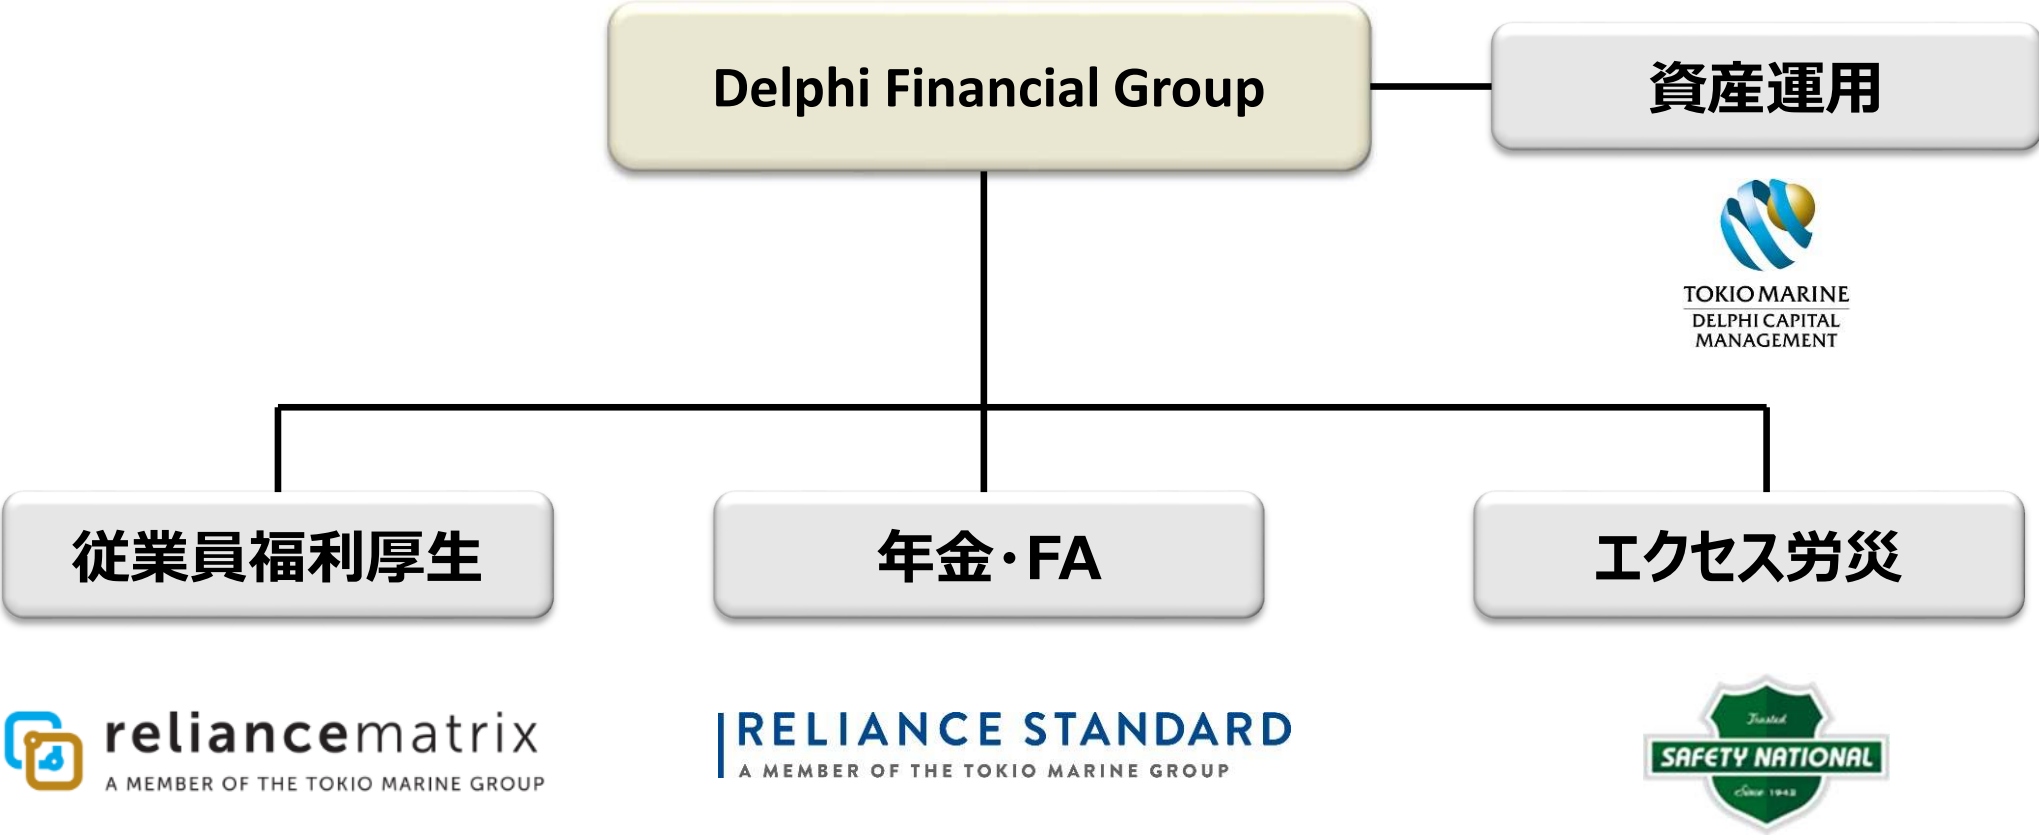 Delphi Financial Group
資産運用
TOKIO MARINE
DELPHI CAPITAL
MANAGEMENT
従業員福利厚生
年金・FA
エクセス労災
reliancematrix
A MEMBER OF THE TOKIO MARINE GROUP
RELIANCE STANDARD
A MEMBER OF THE TOKIO MARINE GROUP
Trusted
SAFETY NATIONAL
Since 1942